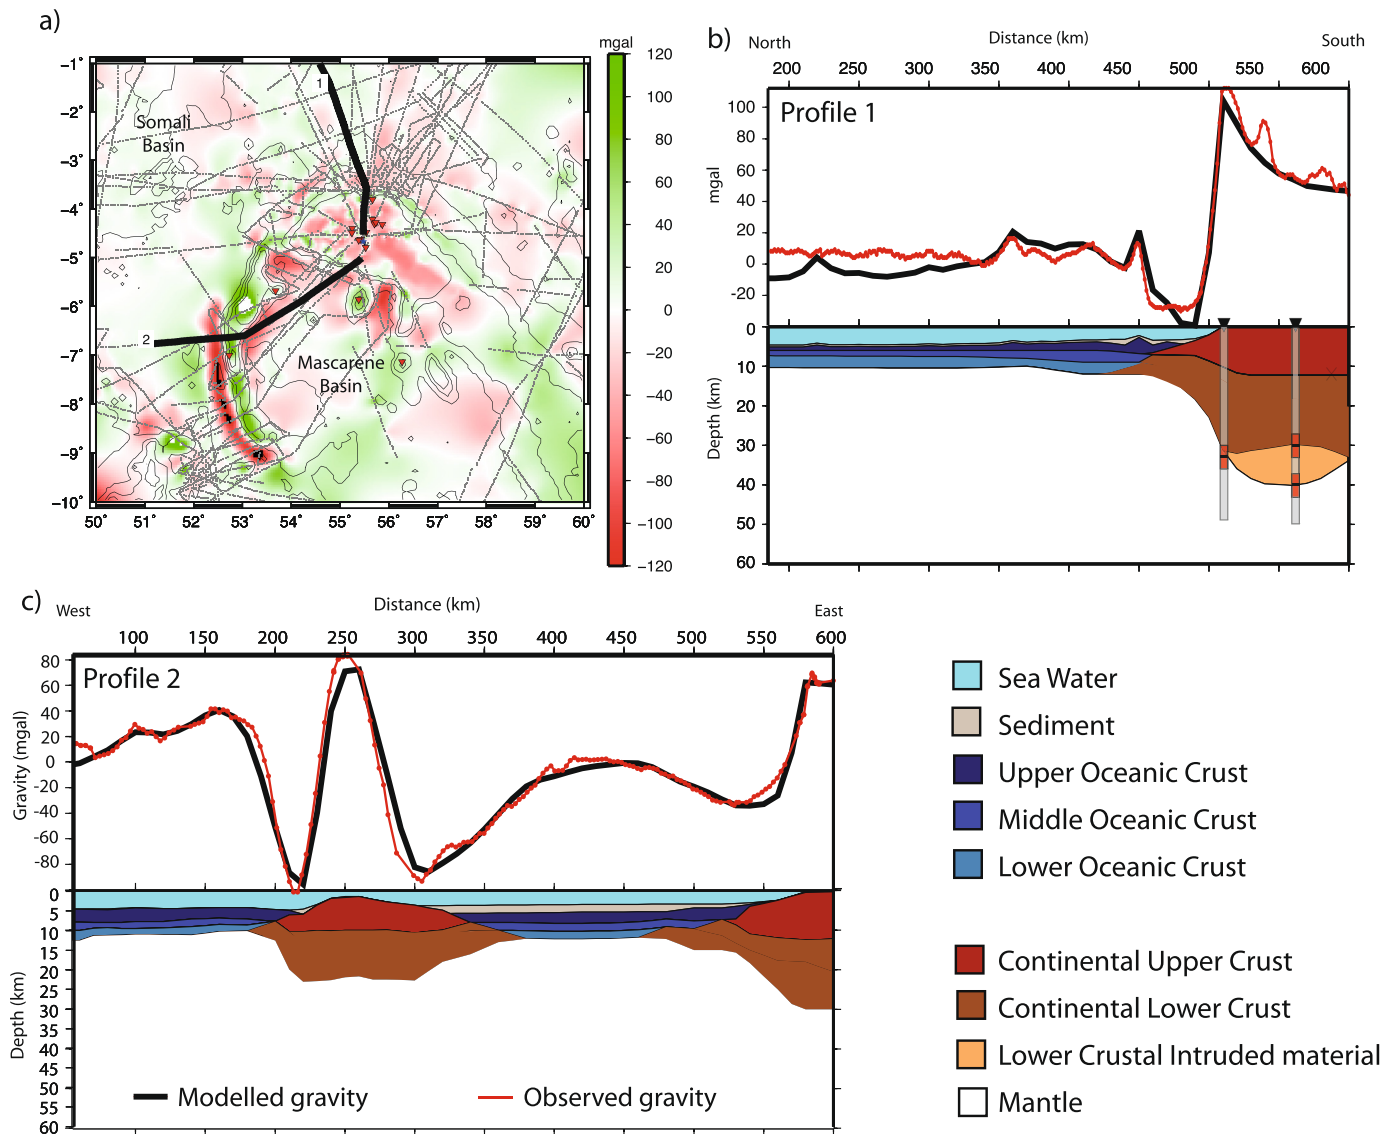 a)
mgal
120
100
80
60
40
20
0
−20
−40
−60
−80
−100
−120
−1°
−2°
−3°
−4°
−5°
−6°
−7°
−8°
−9°
−10°
50° 51° 52° 53° 54° 55° 56° 57° 58° 59° 60°
1
2
Somali
Basin
Mascarene
Basin
b)
North
Distance (km)
South
200 250 300 350 400 450 500 550 600
Profile 1
mgal
100
80
60
40
20
0
-20
Depth (km)
0
10
20
30
40
50
60
c)
West
Distance (km)
East
100 150 200 250 300 350 400 450 500 550 600
Profile 2
Gravity (mgal)
80
60
40
20
0
-20
-40
-60
-80
Depth (km)
0
5
10
15
20
25
30
35
40
45
50
55
60
Modelled gravity
Observed gravity
Sea Water
Sediment
Upper Oceanic Crust
Middle Oceanic Crust
Lower Oceanic Crust
Continental Upper Crust
Continental Lower Crust
Lower Crustal Intruded material
Mantle